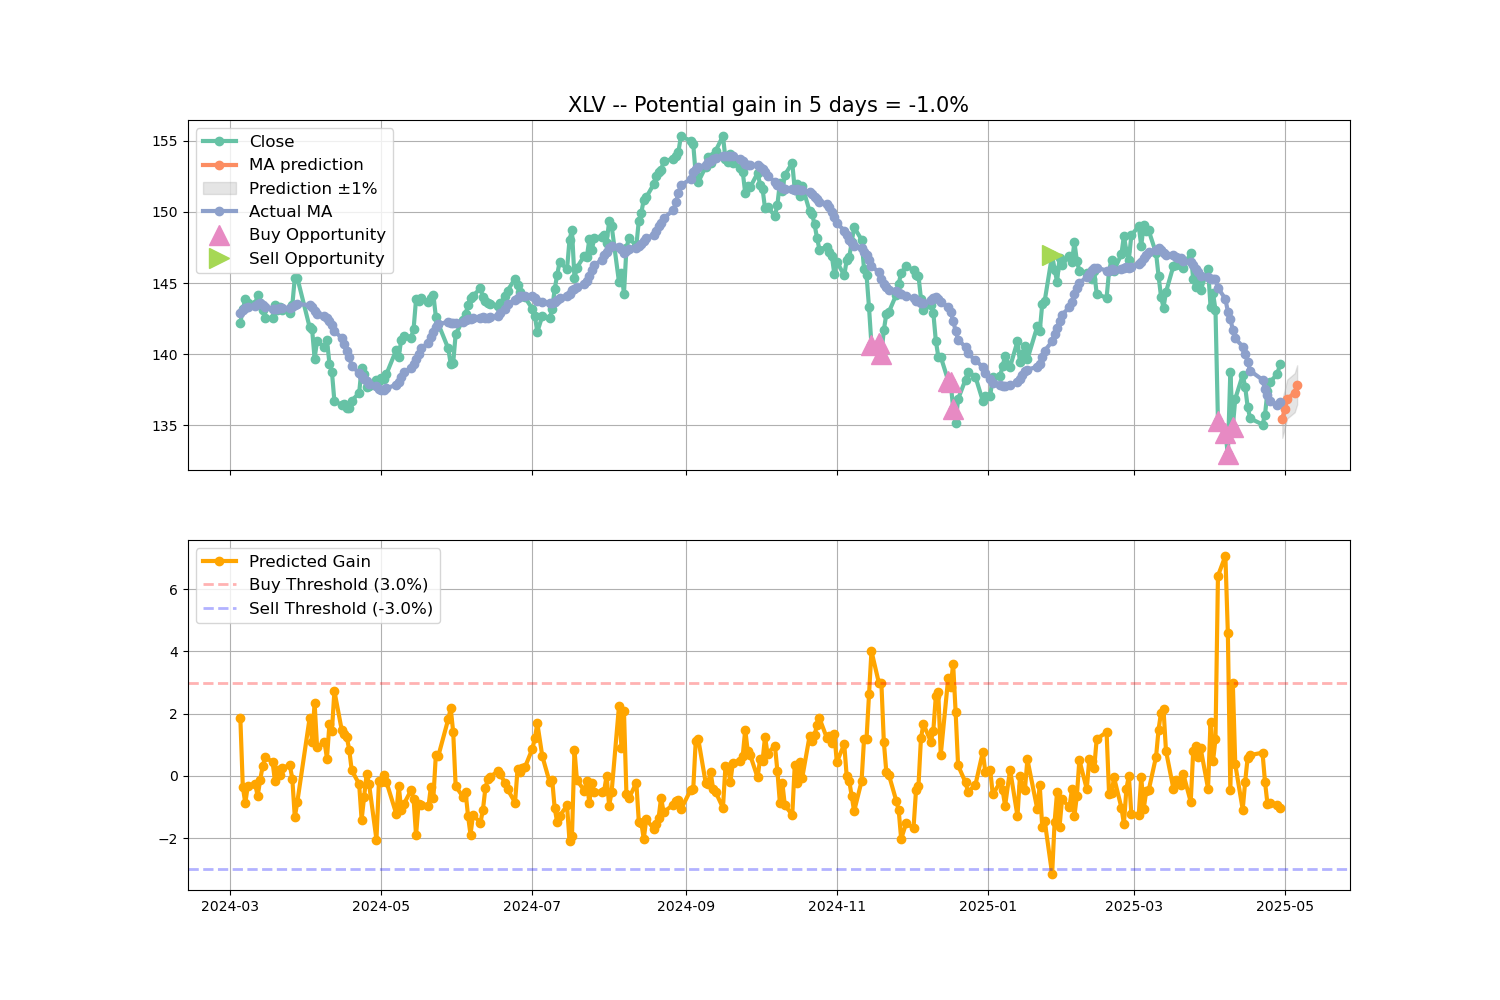 XLV -- Potential gain in 5 days = -1.0%
155
150
145
140
135
Close
MA prediction
Prediction ±1%
Actual MA
Buy Opportunity
Sell Opportunity
6
4
2
0
−2
Predicted Gain
Buy Threshold (3.0%)
Sell Threshold (-3.0%)
2024-03
2024-05
2024-07
2024-09
2024-11
2025-01
2025-03
2025-05